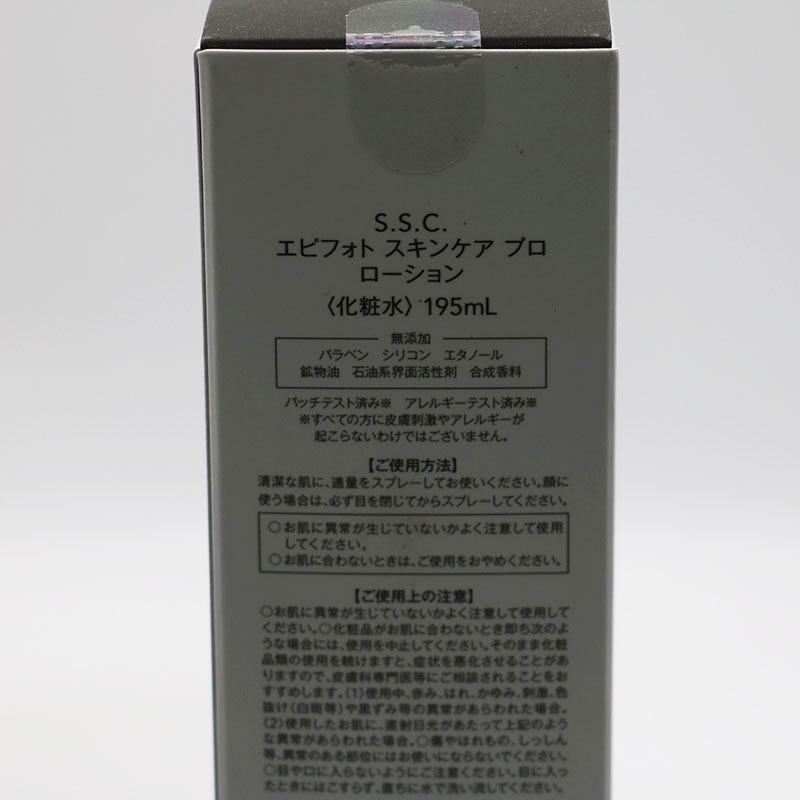 S.S.C.
エピフォト スキンケア プロ
ローション
〈化粧水〉195mL
無添加
パラベン シリコン エタノール
鉱物油 石油系界面活性剤 合成香料
パッチテスト済み※ アレルギーテスト済み※
※すべての方に皮膚刺激やアレルギーが
起こらないわけではございません。
【ご使用方法】
清潔な肌に、適量をスプレーしてお使いください。顔に
使う場合は、必ず目を閉じてからスプレーしてください。
○お肌に異常が生じていないかよく注意して使用
してください。
○お肌に合わないときは、ご使用をおやめください。
【ご使用上の注意】
○お肌に異常が生じていないかよく注意して使用して
ください。○化粧品がお肌に合わないとき即ち次のよ
うな場合には、使用を中止してください。そのまま化粧
品類の使用を続けますと、症状を悪化させることがあ
りますので、皮膚科専門医等にご相談されることをお
すすめします。(1)使用中、赤み、はれ、かゆみ、刺激、色
抜け(白斑等)や黒ずみ等の異常があらわれた場合。
(2)使用したお肌に、直射日光があたって上記のよう
な異常があらわれた場合。○傷やはれもの、しっしん
等、異常のある部位にはお使いにならないでください。
○目や口に入らないようにご注意ください。目に入っ
たときにはこすらず、直ちに水で洗い流してください。